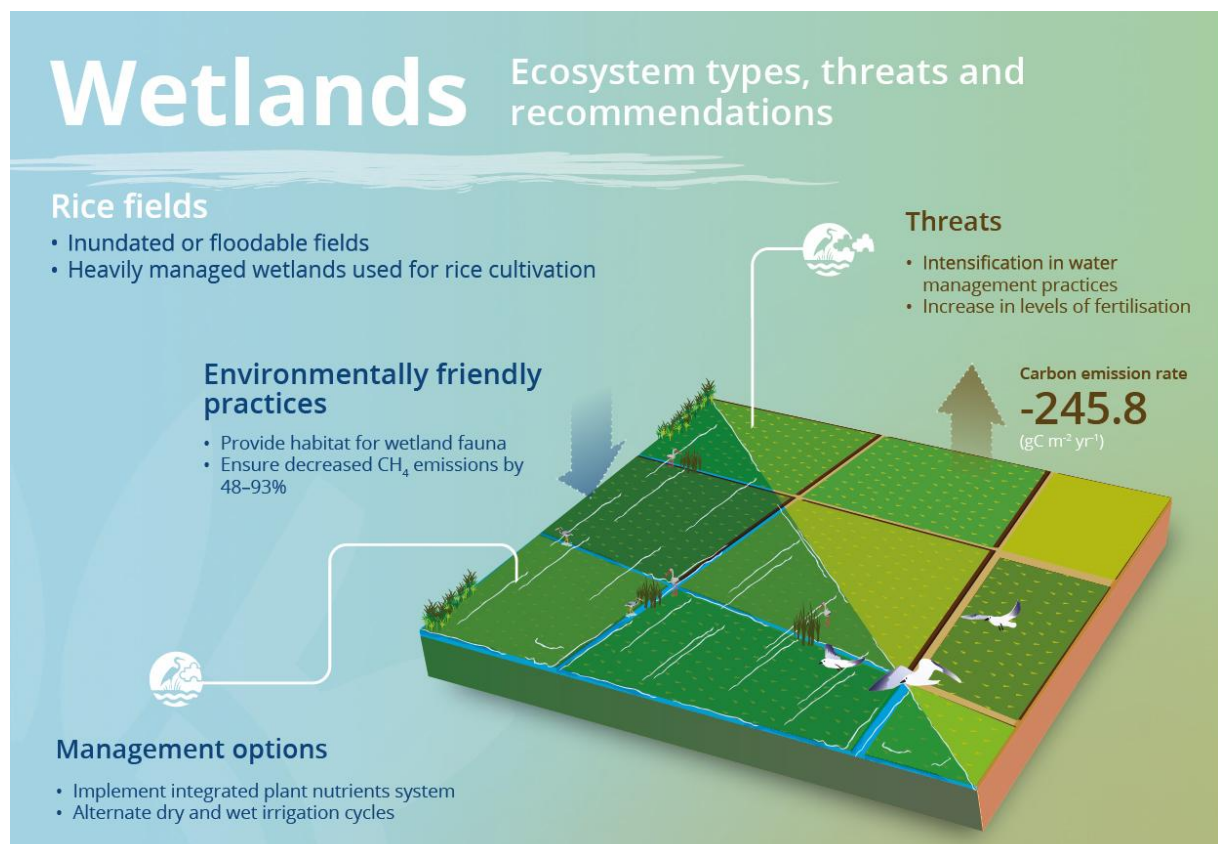 Wetlands
Ecosystem types, threats and
recommendations
Rice fields
• Inundated or floodable fields
• Heavily managed wetlands used for rice cultivation
Threats
• Intensification in water
management practices
• Increase in levels of fertilisation
Environmentally friendly
practices
• Provide habitat for wetland fauna
• Ensure decreased CH₄ emissions by
48–93%
Carbon emission rate
-245.8
(gC m⁻² yr⁻¹)
Management options
• Implement integrated plant nutrients system
• Alternate dry and wet irrigation cycles